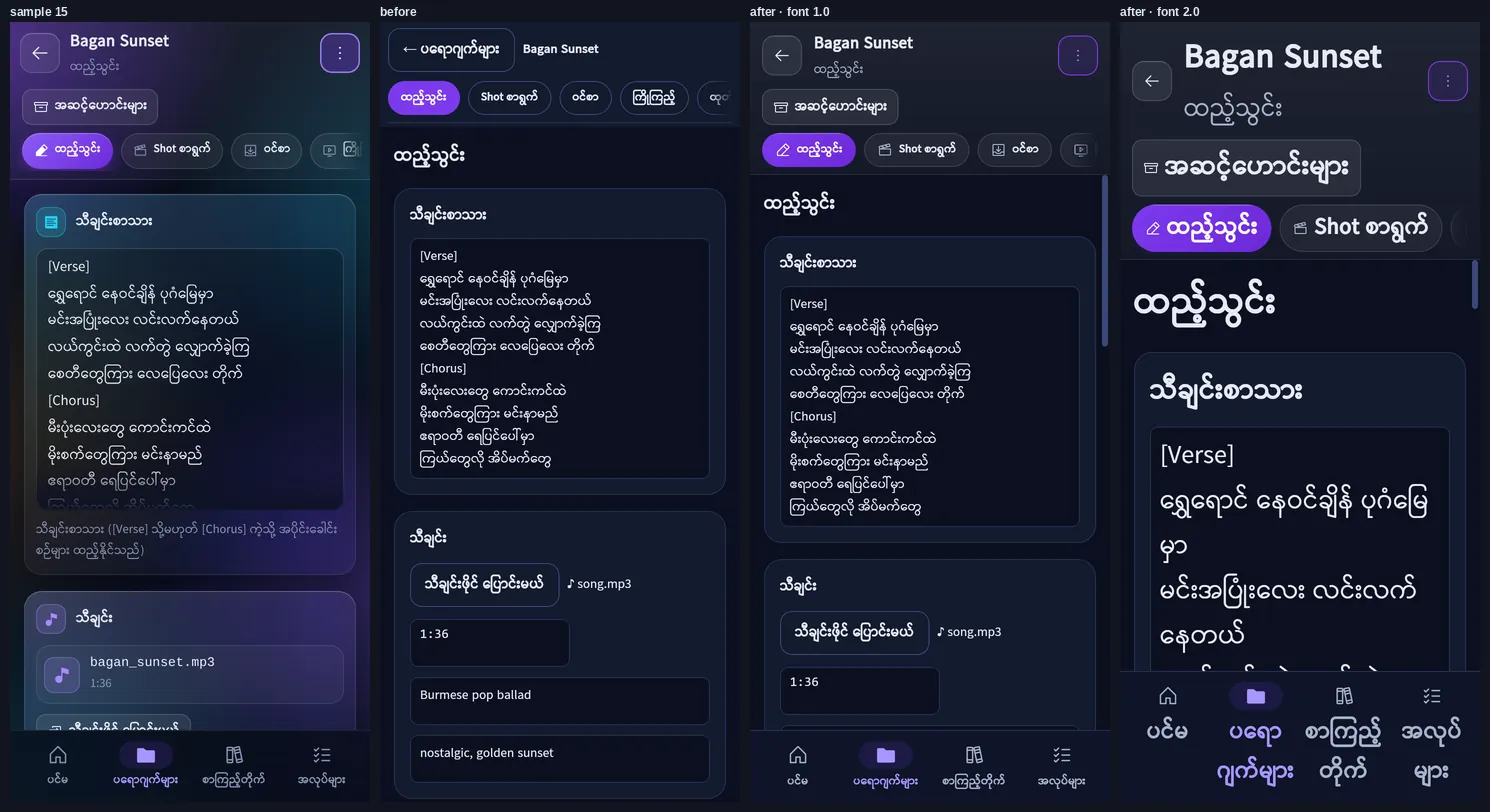 sample 15
Bagan Sunset
ထည့်သွင်း
အဆင့်ဟောင်းများ
ထည့်သွင်း
Shot စာရွက်
ဝင်စာ
သီချင်းစာသား
[Verse]
ရွှေရောင် နေဝင်ချိန် ပုဂံမြေမှာ
မင်းအပြုံးလေး လင်းလက်နေတယ်
လယ်ကွင်းထဲ လက်တွဲ လျှောက်ခဲ့ကြ
စေတီတွေကြား လေပြေလေး တိုက်
[Chorus]
မီးပုံးလေးတွေ ကောင်းကင်ထဲ
မိုးစက်တွေကြား မင်းနာမည်
ဧရာဝတီ ရေပြင်ပေါ်မှာ
ကြယ်တွေလို အိပ်မက်တွေ
သီချင်းစာသား ([Verse] သို့မဟုတ် [Chorus] ကဲ့သို့ အပိုင်းခေါင်း
စဉ်များ ထည့်နိုင်သည်)
သီချင်း
bagan_sunset.mp3
1:36
သီချင်းဖိုင် ပြောင်းမယ်
ပင်မ
ပရောဂျက်များ
စာကြည့်တိုက်
အလုပ်များ
before
← ပရောဂျက်များ
Bagan Sunset
ထည့်သွင်း
Shot စာရွက်
ဝင်စာ
ကြိုကြည့်
ထည့်သွင်း
သီချင်းစာသား
[Verse]
ရွှေရောင် နေဝင်ချိန် ပုဂံမြေမှာ
မင်းအပြုံးလေး လင်းလက်နေတယ်
လယ်ကွင်းထဲ လက်တွဲ လျှောက်ခဲ့ကြ
စေတီတွေကြား လေပြေလေး တိုက်
[Chorus]
မီးပုံးလေးတွေ ကောင်းကင်ထဲ
မိုးစက်တွေကြား မင်းနာမည်
ဧရာဝတီ ရေပြင်ပေါ်မှာ
ကြယ်တွေလို အိပ်မက်တွေ
သီချင်း
သီချင်းဖိုင် ပြောင်းမယ်
♪ song.mp3
1:36
Burmese pop ballad
nostalgic, golden sunset
after · font 1.0
Bagan Sunset
ထည့်သွင်း
အဆင့်ဟောင်းများ
ထည့်သွင်း
Shot စာရွက်
ဝင်စာ
ထည့်သွင်း
သီချင်းစာသား
[Verse]
ရွှေရောင် နေဝင်ချိန် ပုဂံမြေမှာ
မင်းအပြုံးလေး လင်းလက်နေတယ်
လယ်ကွင်းထဲ လက်တွဲ လျှောက်ခဲ့ကြ
စေတီတွေကြား လေပြေလေး တိုက်
[Chorus]
မီးပုံးလေးတွေ ကောင်းကင်ထဲ
မိုးစက်တွေကြား မင်းနာမည်
ဧရာဝတီ ရေပြင်ပေါ်မှာ
ကြယ်တွေလို အိပ်မက်တွေ
သီချင်း
သီချင်းဖိုင် ပြောင်းမယ်
♪ song.mp3
1:36
ပင်မ
ပရောဂျက်များ
စာကြည့်တိုက်
အလုပ်များ
after · font 2.0
Bagan Sunset
ထည့်သွင်း
အဆင့်ဟောင်းများ
ထည့်သွင်း
Shot စာရွက်
ထည့်သွင်း
သီချင်းစာသား
[Verse]
ရွှေရောင် နေဝင်ချိန် ပုဂံမြေ
မှာ
မင်းအပြုံးလေး လင်းလက်
နေတယ်
ပင်မ
ပရော
ဂျက်များ
စာကြည့်
တိုက်
အလုပ်
များ